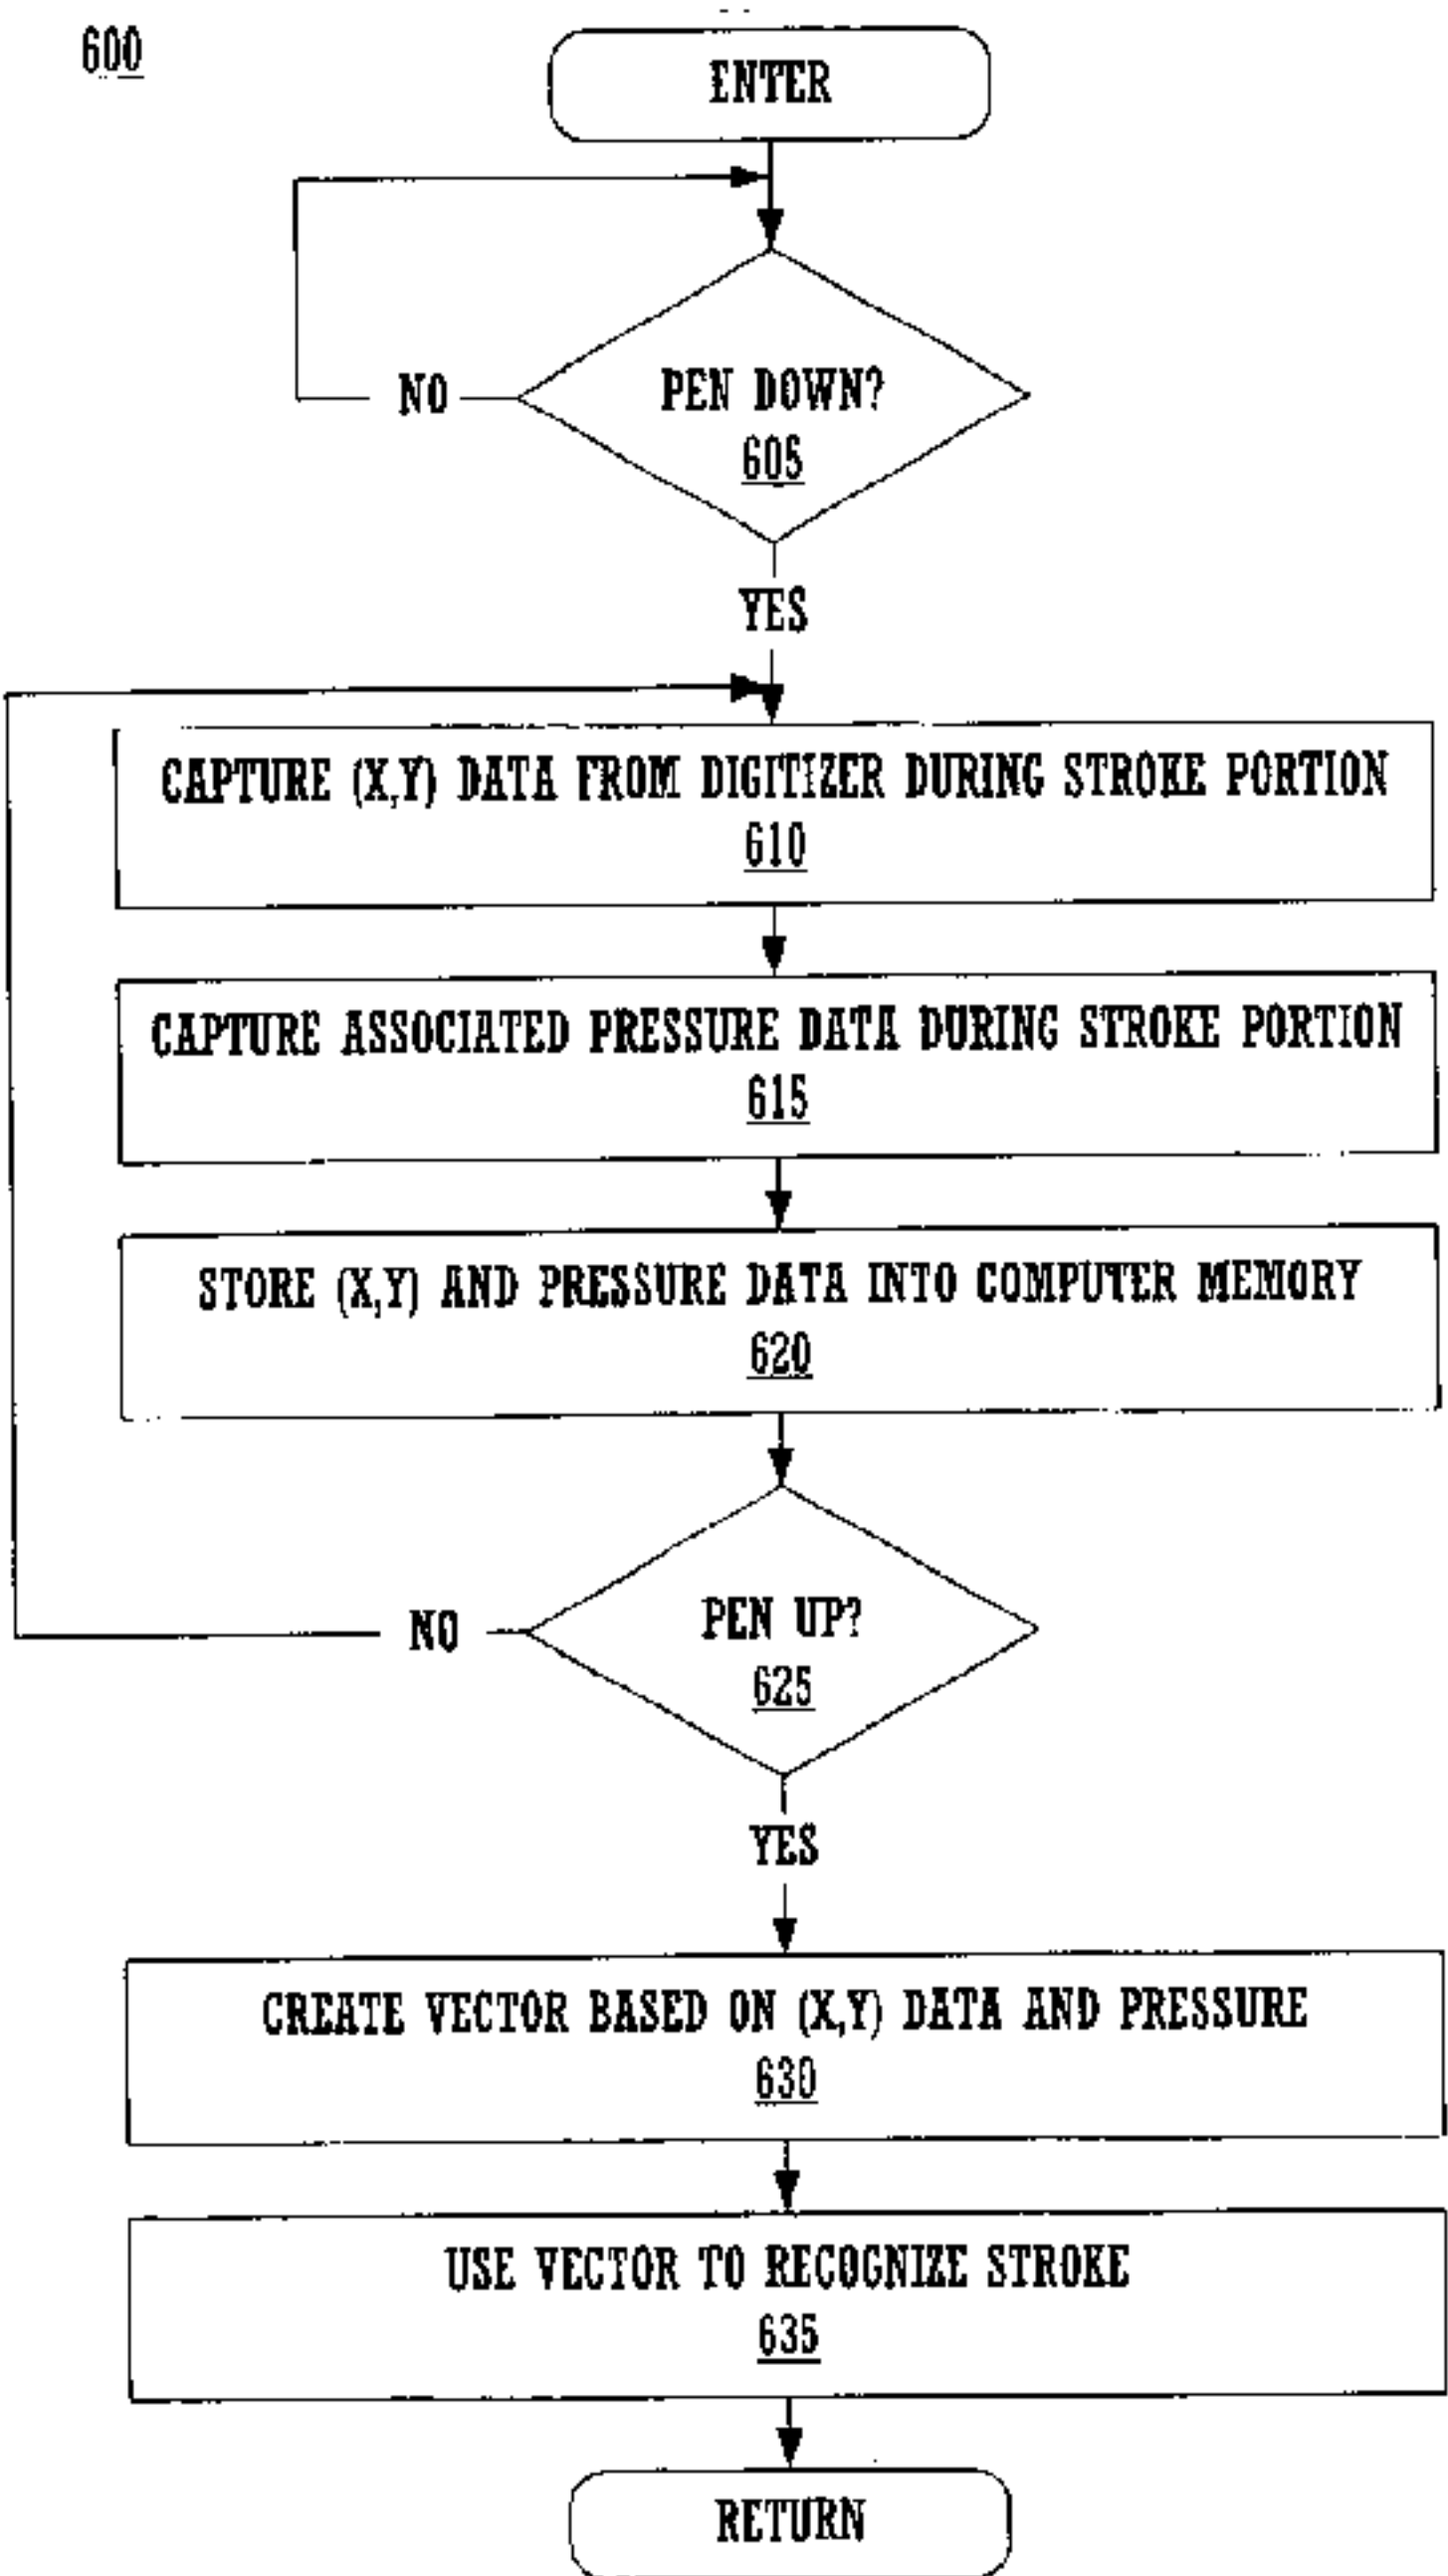 600
ENTER
PEN DOWN?
NO
605
YES
CAPTURE (X,Y) DATA FROM DIGITIZER DURING STROKE PORTION
610
CAPTURE ASSOCIATED PRESSURE DATA DURING STROKE PORTION
615
STORE (X,Y) AND PRESSURE DATA INTO COMPUTER MEMORY
620
PEN UP?
NO
625
YES
CREATE VECTOR BASED ON (X,Y) DATA AND PRESSURE
630
USE VECTOR TO RECOGNIZE STROKE
635
RETURN